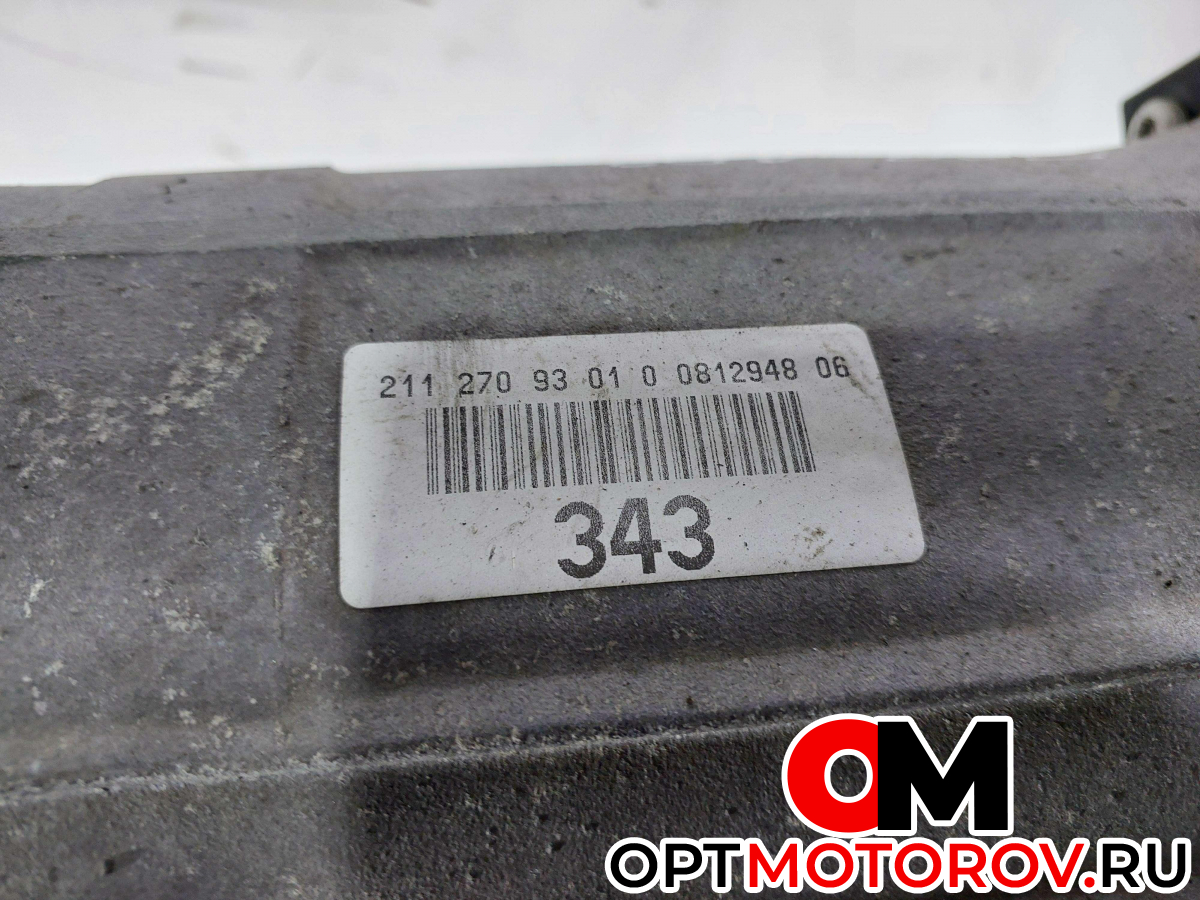 211 270 93 01 0 0812948 06
343
OM
OPTMOTOROV.RU